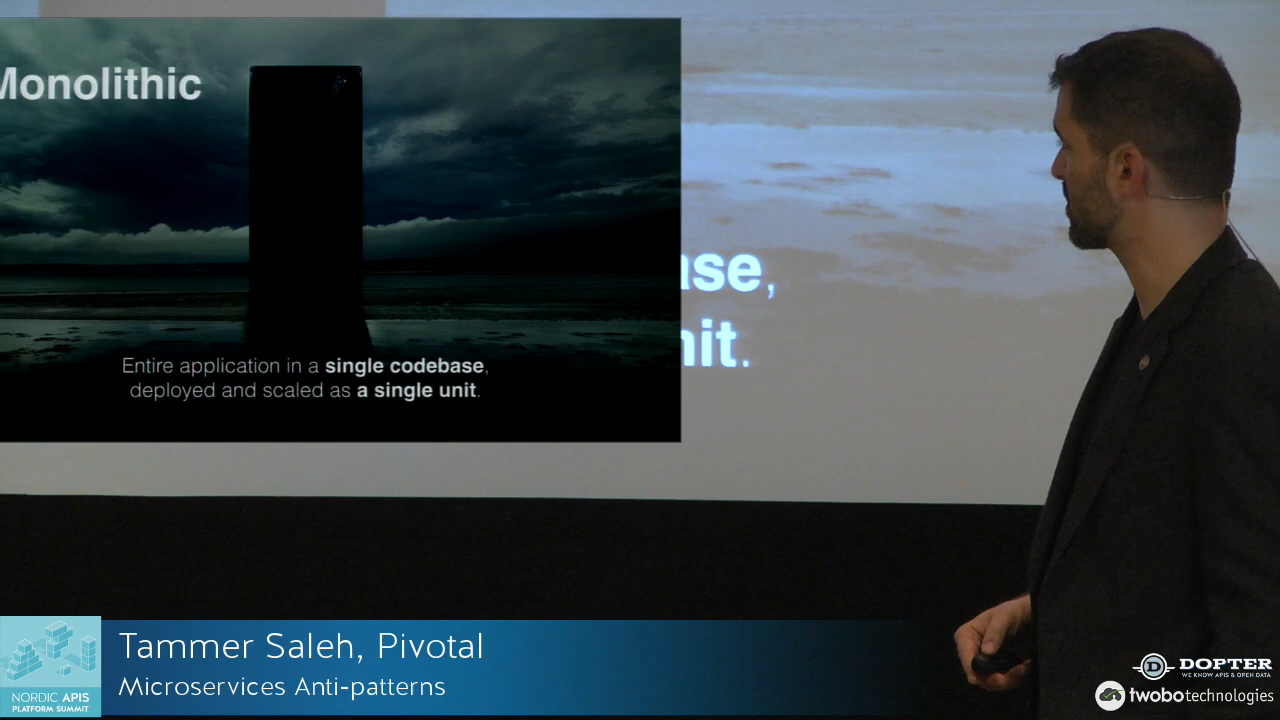 Monolithic
Entire application in a single codebase,
deployed and scaled as a single unit.
ase,
nit.
Tammer Saleh, Pivotal
Microservices Anti-patterns
NORDIC APIS
PLATFORM SUMMIT
DOPTER
WE KNOW APIS & OPEN DATA
twobotechnologies